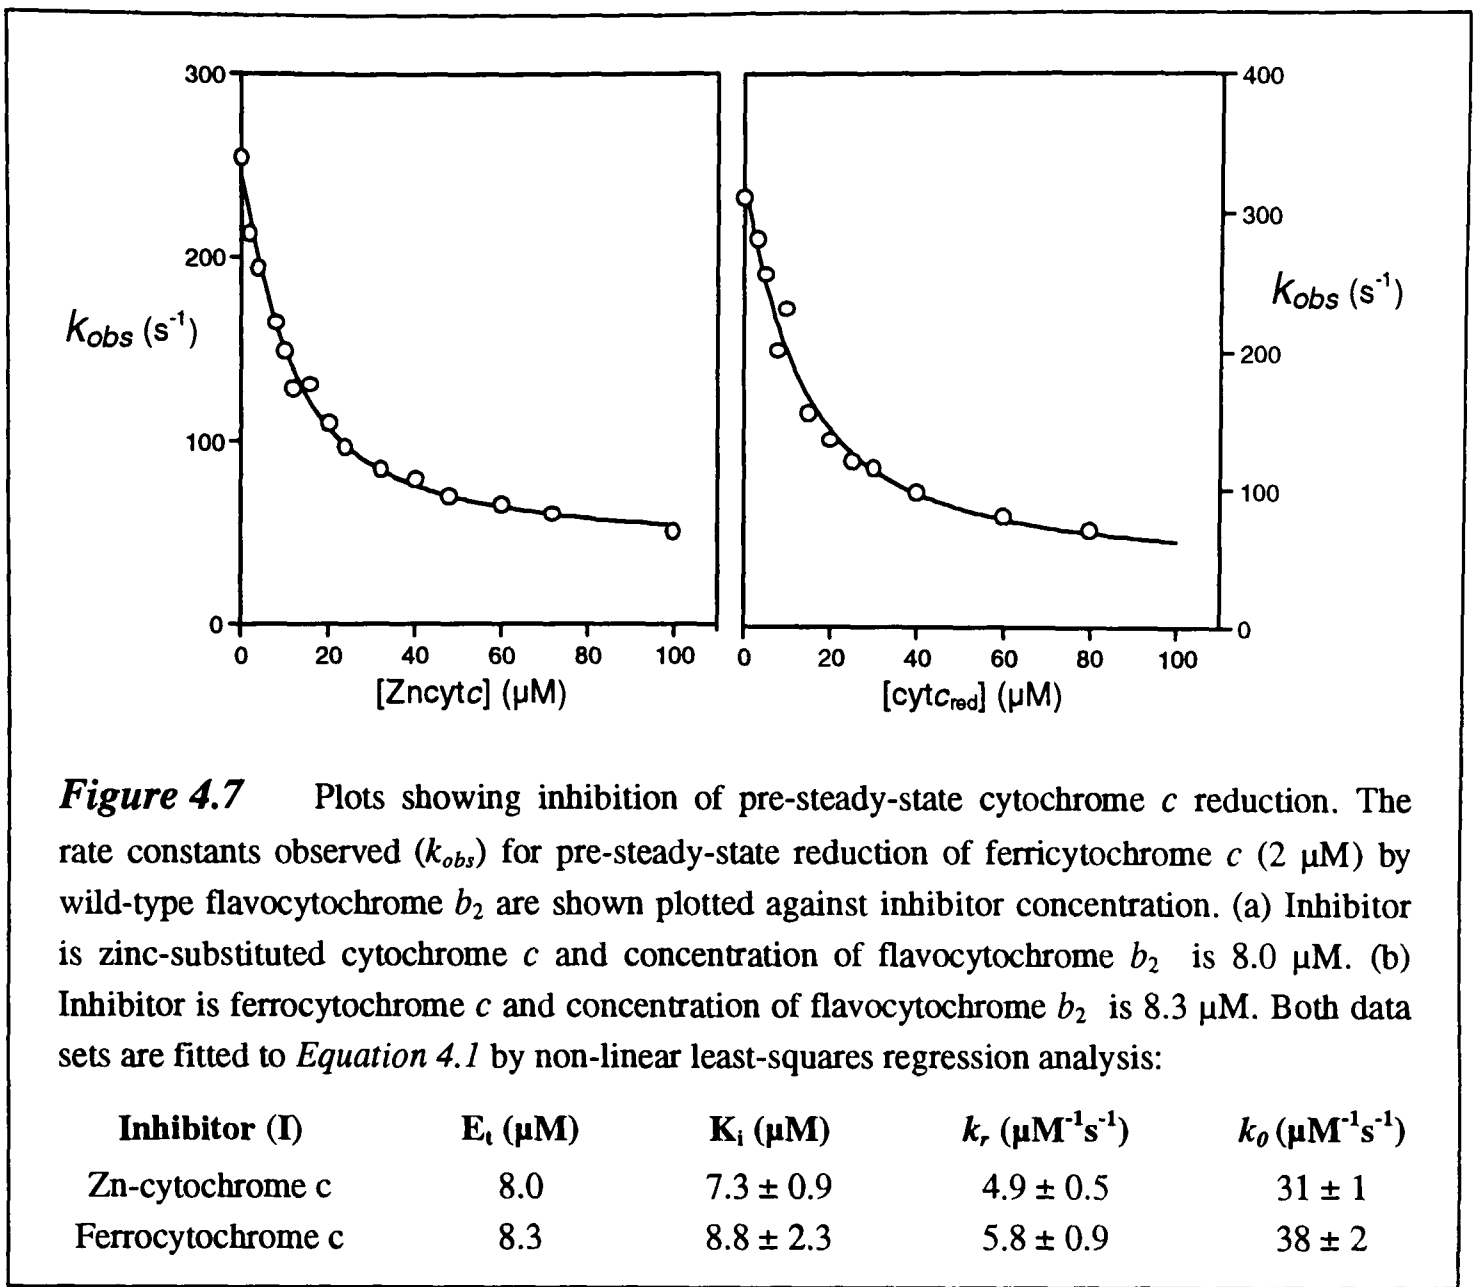 300
200
100
0
k_obs (s⁻¹)
0 20 40 60 80 100
[Zncytc] (µM)
400
300
200
100
0
k_obs (s⁻¹)
0 20 40 60 80 100
[cytc_red] (µM)
Figure 4.7 Plots showing inhibition of pre-steady-state cytochrome c reduction. The
rate constants observed (k_obs) for pre-steady-state reduction of ferricytochrome c (2 µM) by
wild-type flavocytochrome b₂ are shown plotted against inhibitor concentration. (a) Inhibitor
is zinc-substituted cytochrome c and concentration of flavocytochrome b₂ is 8.0 µM. (b)
Inhibitor is ferrocytochrome c and concentration of flavocytochrome b₂ is 8.3 µM. Both data
sets are fitted to Equation 4.1 by non-linear least-squares regression analysis:
Inhibitor (I) Eₜ (µM) Kᵢ (µM) kᵣ (µM⁻¹s⁻¹) k₀ (µM⁻¹s⁻¹)
Zn-cytochrome c 8.0 7.3 ± 0.9 4.9 ± 0.5 31 ± 1
Ferrocytochrome c 8.3 8.8 ± 2.3 5.8 ± 0.9 38 ± 2